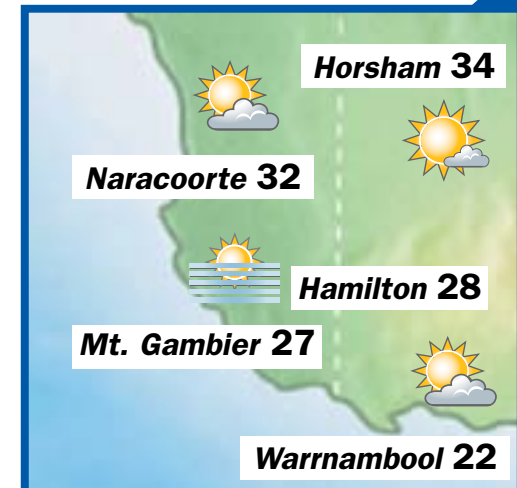 Horsham 34
Naracoorte 32
Hamilton 28
Mt. Gambier 27
Warrnambool 22